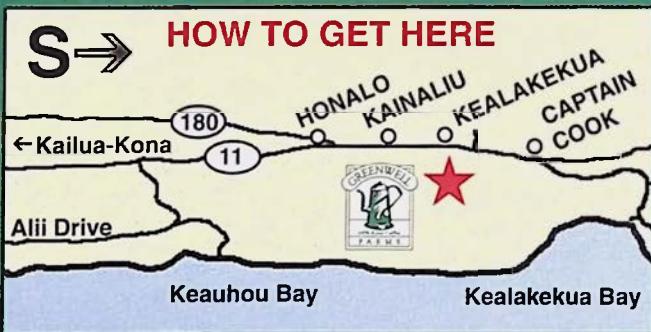 S→ HOW TO GET HERE
HONALO
KAINALIU
KEALAKEKUA
CAPTAIN
COOK
180
←Kailua-Kona
11
GREENWELL
FARMS
Alii Drive
Keauhou Bay
Kealakekua Bay